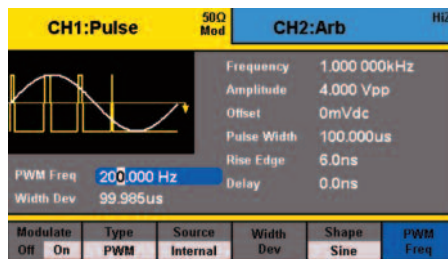 CH1:Pulse 50Ω Mod CH2:Arb HiZ
Frequency 1.000 000kHz
Amplitude 4.000 Vpp
Offset 0mVdc
Pulse Width 100.000us
Rise Edge 6.0ns
Delay 0.0ns
PWM Freq 200.000 Hz
Width Dev 99.985us
Modulate Type Source Width Dev Shape PWM Freq
Off On PWM Internal Sine